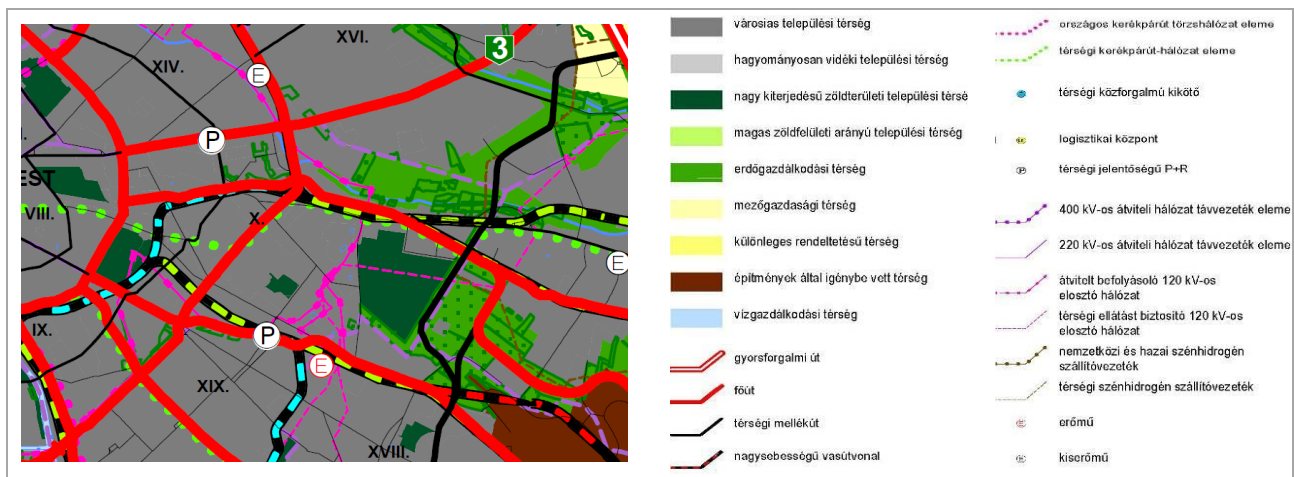 XVI.
3
XIV.
E
P
EST
VIII.
X.
E
IX.
P
E
XIX.
XVIII.
városias települési térség
hagyományosan vidéki települési térség
nagy kiterjedésű zöldterületi települési térsé
magas zöldfelületi arányú települési térség
erdőgazdálkodási térség
mezőgazdasági térség
különleges rendeltetésű térség
építmények által igénybe vett térség
vízgazdálkodási térség
gyorsforgalmi út
főút
térségi mellékút
nagysebességű vasútvonal
országos kerékpárút törzshálózat eleme
térségi kerékpárút-hálózat eleme
térségi közforgalmú kikötő
logisztikai központ
P
térségi jelentőségű P+R
400 kV-os átviteli hálózat távvezeték eleme
220 kV-os átviteli hálózat távvezeték eleme
átvitelt befolyásoló 120 kV-os
elosztó hálózat
térségi ellátást biztosító 120 kV-os
elosztó hálózat
nemzetközi és hazai szénhidrogén
szállítóvezeték
térségi szénhidrogén szállítóvezeték
erőmű
kiserőmű